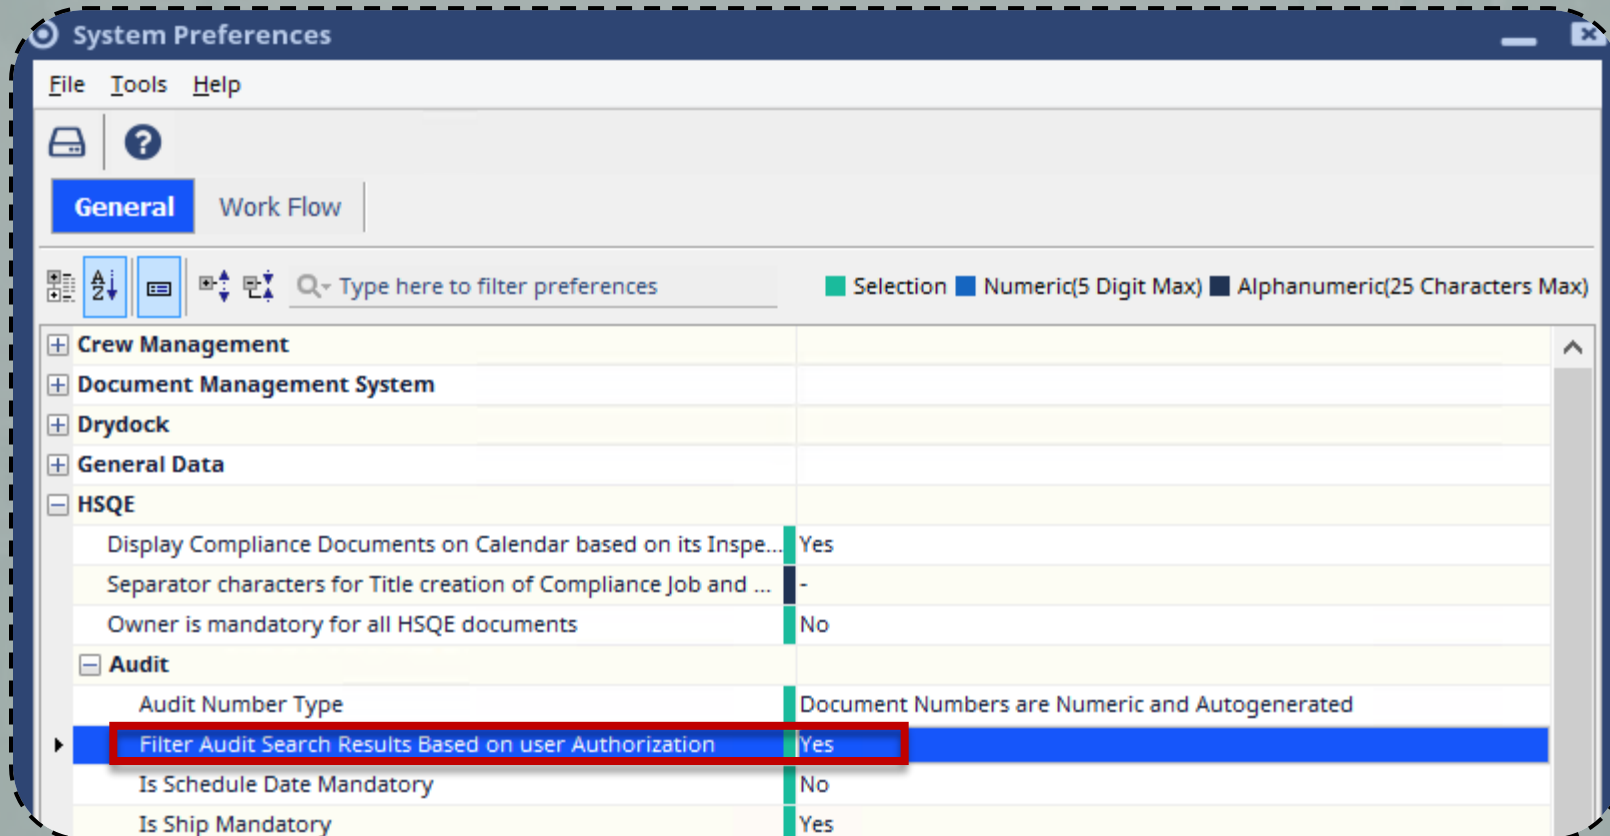 System Preferences
File Tools Help
General Work Flow
Type here to filter preferences Selection Numeric(5 Digit Max) Alphanumeric(25 Characters Max)
Crew Management
Document Management System
Drydock
General Data
HSQE
Display Compliance Documents on Calendar based on its Inspe... Yes
Separator characters for Title creation of Compliance Job and ... -
Owner is mandatory for all HSQE documents No
Audit
Audit Number Type Document Numbers are Numeric and Autogenerated
Filter Audit Search Results Based on user Authorization Yes
Is Schedule Date Mandatory No
Is Ship Mandatory Yes